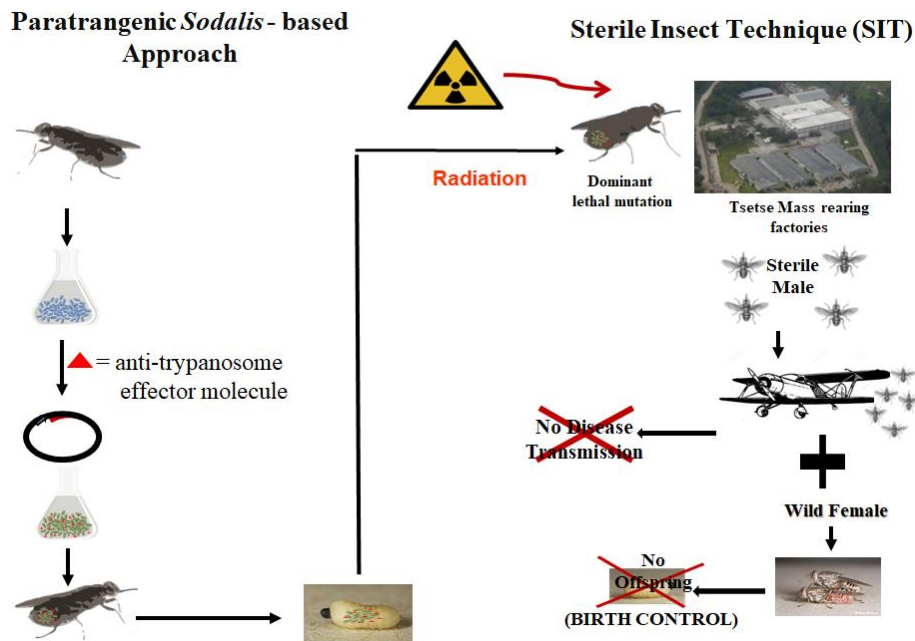 Paratrangenic Sodalis - based
Approach
Sterile Insect Technique (SIT)
Radiation
Dominant
lethal mutation
Tsetse Mass rearing
factories
Sterile
Male
= anti-trypanosome
effector molecule
No Disease
Transmission
Wild Female
No
Offspring
(BIRTH CONTROL)